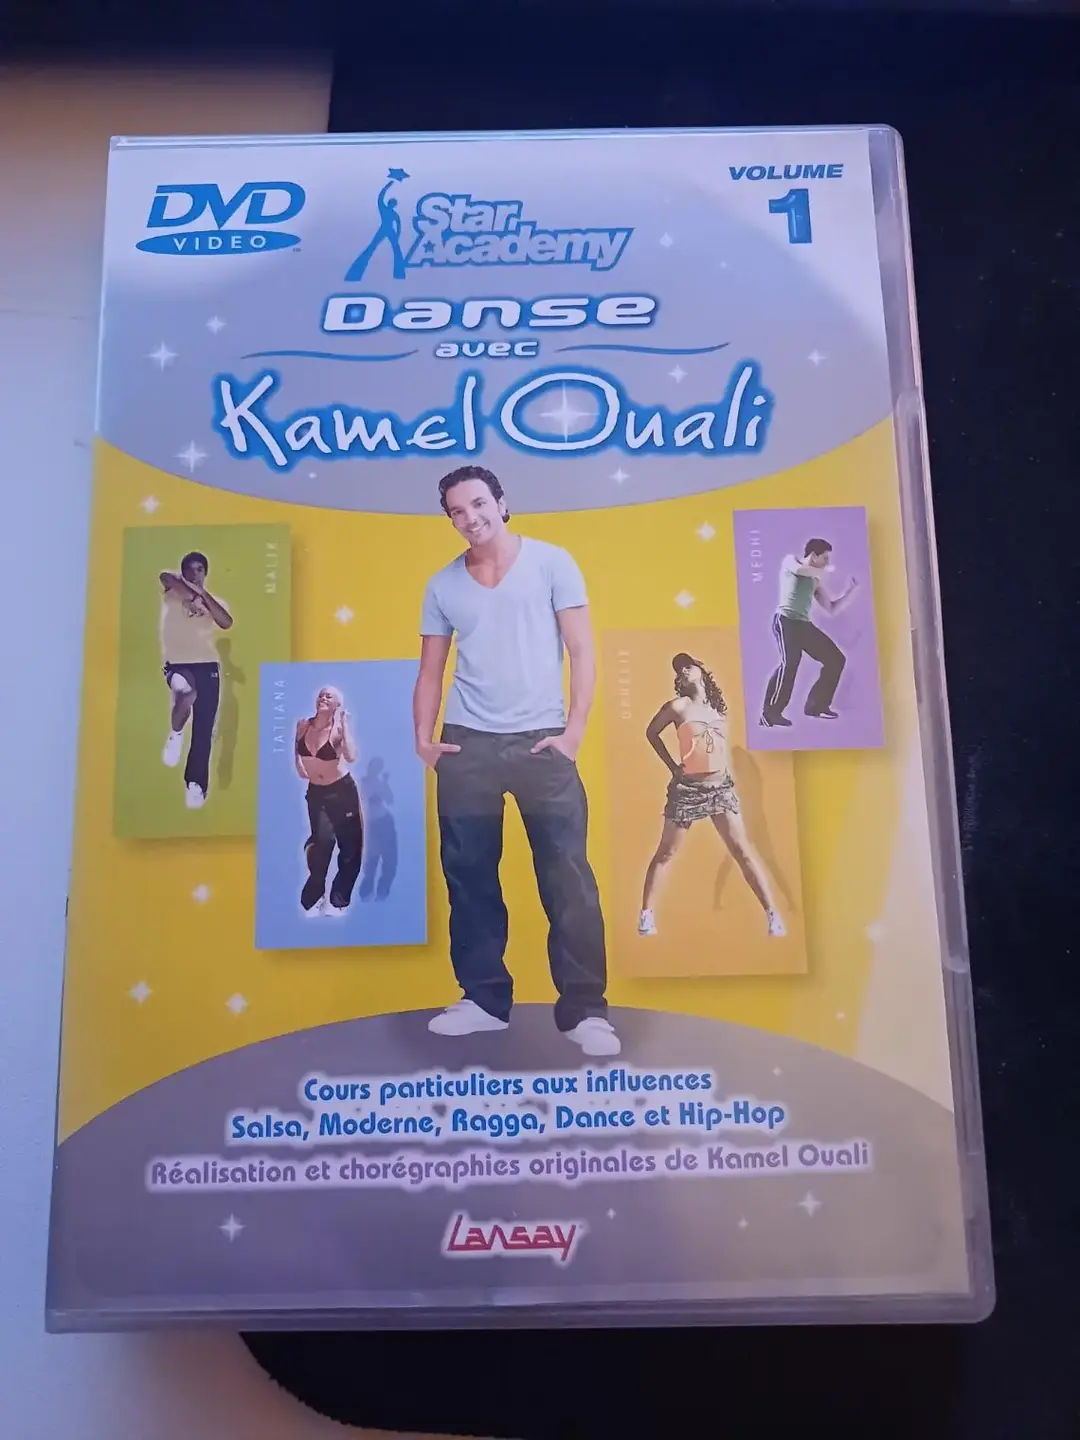 DVD
VIDEO
Star
Academy
VOLUME
1
Danse
avec
Kamel Ouali
MALIK
TATIANA
OPHELIE
MEDHI
Cours particuliers aux influences
Salsa, Moderne, Ragga, Dance et Hip-Hop
Réalisation et chorégraphies originales de Kamel Ouali
Lansay